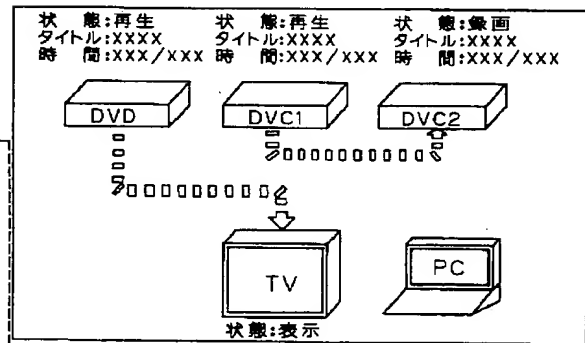 状 態:再生 状 態:再生 状 態:録画
タイトル:XXXX タイトル:XXXX タイトル:XXXX
時 間:XXX/XXX 時 間:XXX/XXX 時 間:XXX/XXX
DVD DVC1 DVC2
TV PC
状態:表示